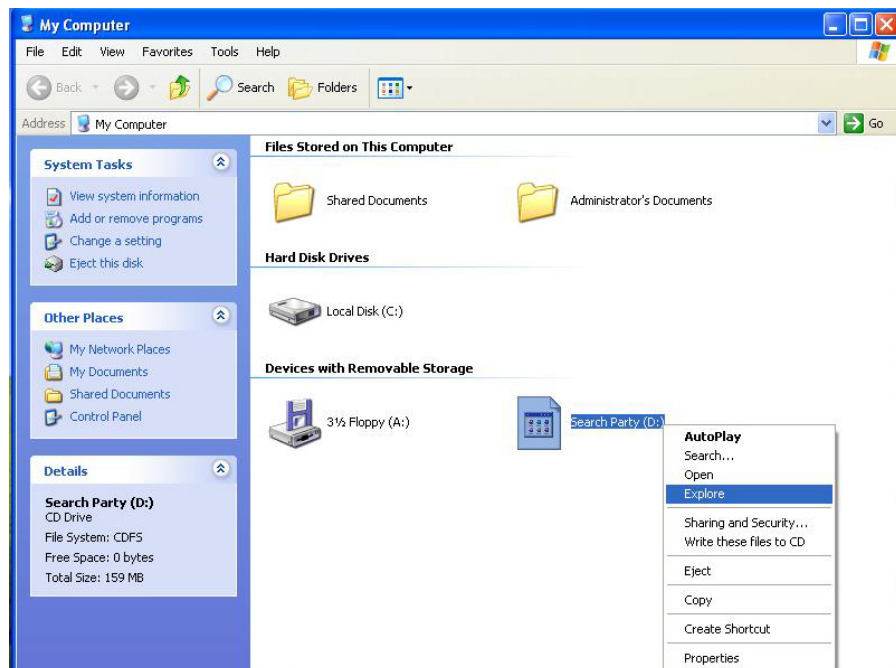 My Computer
File Edit View Favorites Tools Help
Back Search Folders
Address My Computer Go
System Tasks
View system information
Add or remove programs
Change a setting
Eject this disk
Other Places
My Network Places
My Documents
Shared Documents
Control Panel
Details
Search Party (D:)
CD Drive
File System: CDFS
Free Space: 0 bytes
Total Size: 159 MB
Files Stored on This Computer
Shared Documents Administrator's Documents
Hard Disk Drives
Local Disk (C:)
Devices with Removable Storage
3½ Floppy (A:) Search Party (D:)
AutoPlay
Search...
Open
Explore
Sharing and Security...
Write these files to CD
Eject
Copy
Create Shortcut
Properties